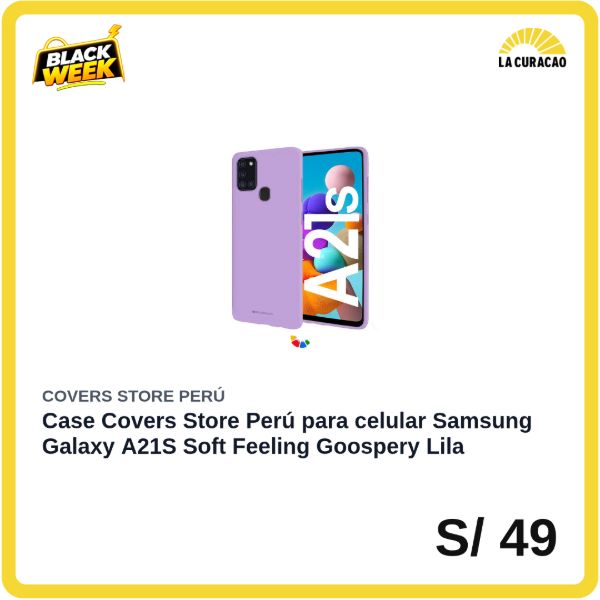 BLACK
WEEK
LA CURACAO
A21s
COVERS STORE PERÚ
Case Covers Store Perú para celular Samsung
Galaxy A21S Soft Feeling Goospery Lila
S/ 49